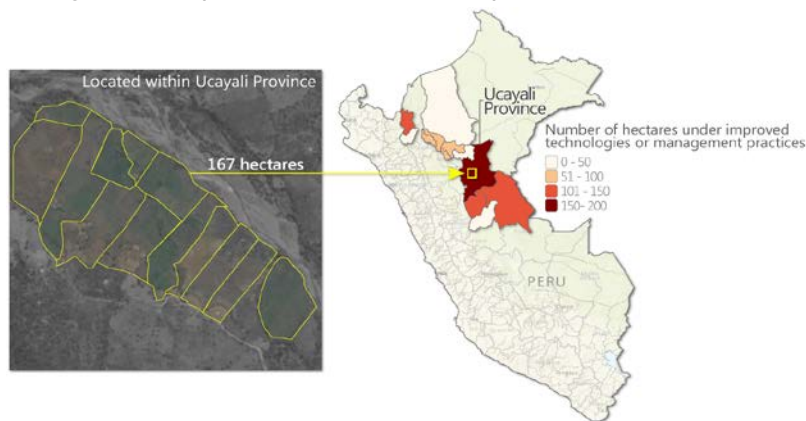 Located within Ucayali Province
167 hectares
Ucayali
Province
Number of hectares under improved
technologies or management practices
0 - 50
51 - 100
101 - 150
150- 200
PERU